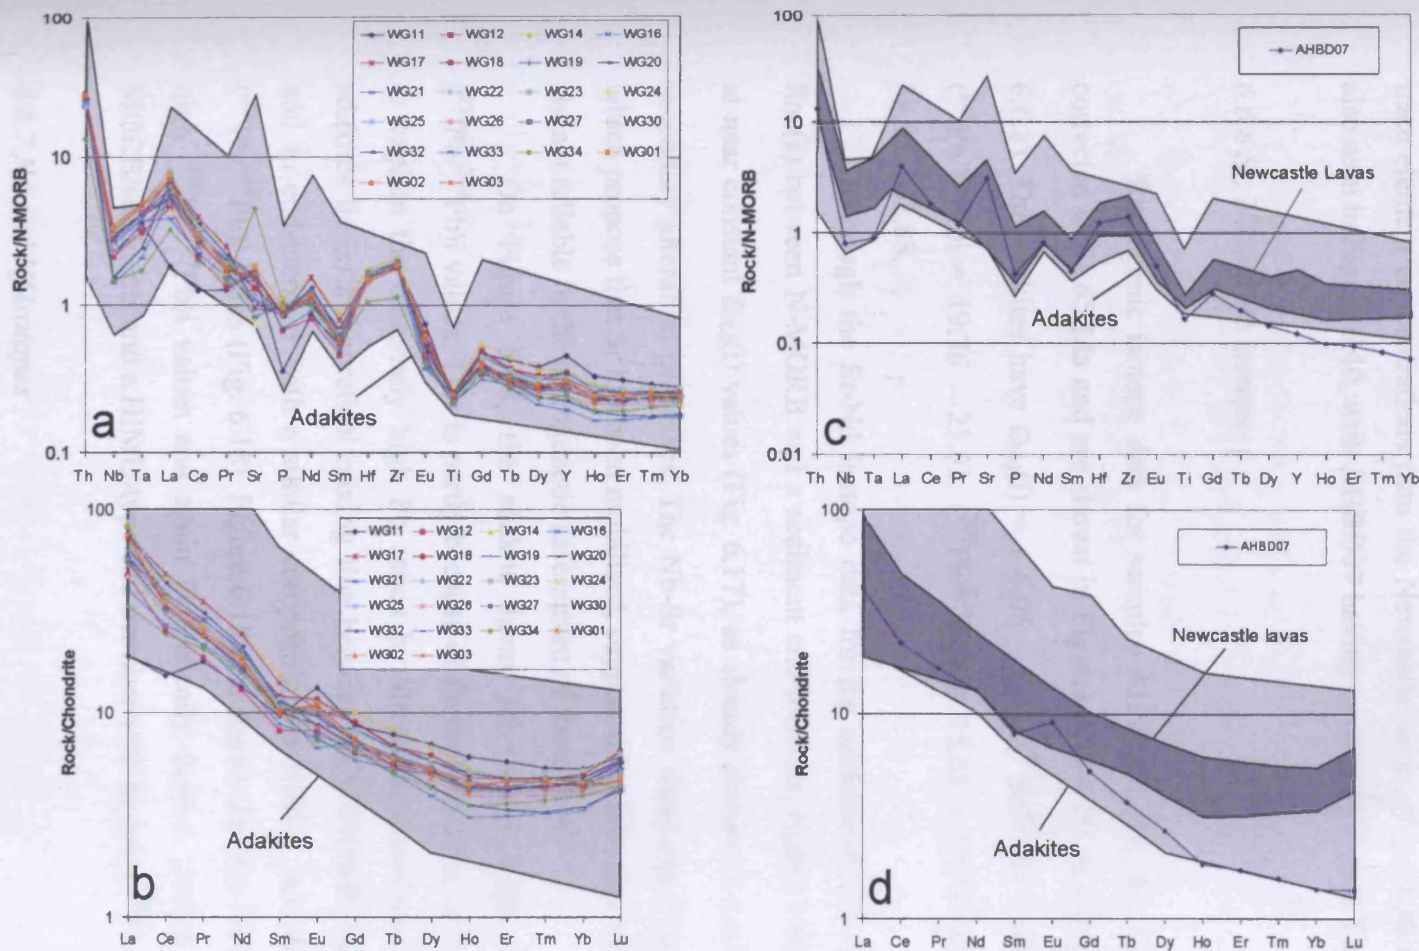 100
10
1
0.1
Rock/N-MORB
WG11 WG12 WG14 WG16
WG17 WG18 WG19 WG20
WG21 WG22 WG23 WG24
WG25 WG26 WG27 WG30
WG32 WG33 WG34 WG01
WG02 WG03
Adakites
a
Th Nb Ta La Ce Pr Sr P Nd Sm Hf Zr Eu Ti Gd Tb Dy Y Ho Er Tm Yb
100
10
1
0.1
0.01
Rock/N-MORB
AHBD07
Newcastle Lavas
Adakites
c
Th Nb Ta La Ce Pr Sr P Nd Sm Hf Zr Eu Ti Gd Tb Dy Y Ho Er Tm Yb
100
10
1
Rock/Chondrite
WG11 WG12 WG14 WG16
WG17 WG18 WG19 WG20
WG21 WG22 WG23 WG24
WG25 WG26 WG27 WG30
WG32 WG33 WG34 WG01
WG02 WG03
Adakites
b
La Ce Pr Nd Sm Eu Gd Tb Dy Ho Er Tm Yb Lu
100
10
1
Rock/Chondrite
AHBD07
Newcastle lavas
Adakites
d
La Ce Pr Nd Sm Eu Gd Tb Dy Ho Er Tm Yb Lu